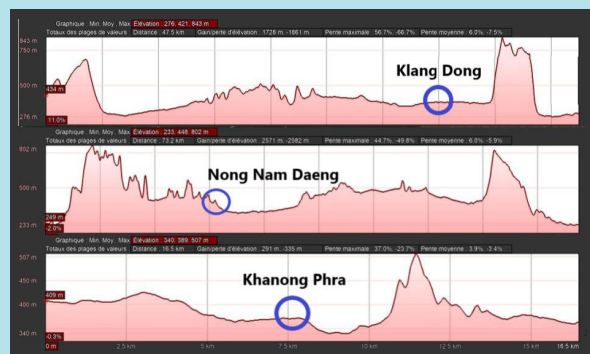 Graphique : Min, Moy , Max Élévation : 276, 421, 843 m
Totaux des plages de valeurs : Distance : 47.5 km Gain/perte d'élévation : 1728 m, -1861 m Pente maximale : 56.7%, -66.7% Pente moyenne : 6.0%, -7.5%
843 m
750 m
Klang Dong
500 m
434 m
11.0%
276 m
Graphique : Min, Moy , Max Élévation : 233, 448, 802 m
Totaux des plages de valeurs : Distance : 73.2 km Gain/perte d'élévation : 2571 m, -2582 m Pente maximale : 44.7%, -49.8% Pente moyenne : 6.0%, -5.9%
802 m
Nong Nam Daeng
500 m
249 m
-2.0%
233 m
Graphique : Min, Moy , Max Élévation : 340, 389, 507 m
Totaux des plages de valeurs : Distance : 16.5 km Gain/perte d'élévation : 291 m, -335 m Pente maximale : 37.0%, -23.7% Pente moyenne : 3.9%, -3.4%
507 m
Khanong Phra
450 m
409 m
400 m
340 m
-0.3%
0 m 2.5 km 5 km 7.5 km 10 km 12.5 km 15 km 16.5 km